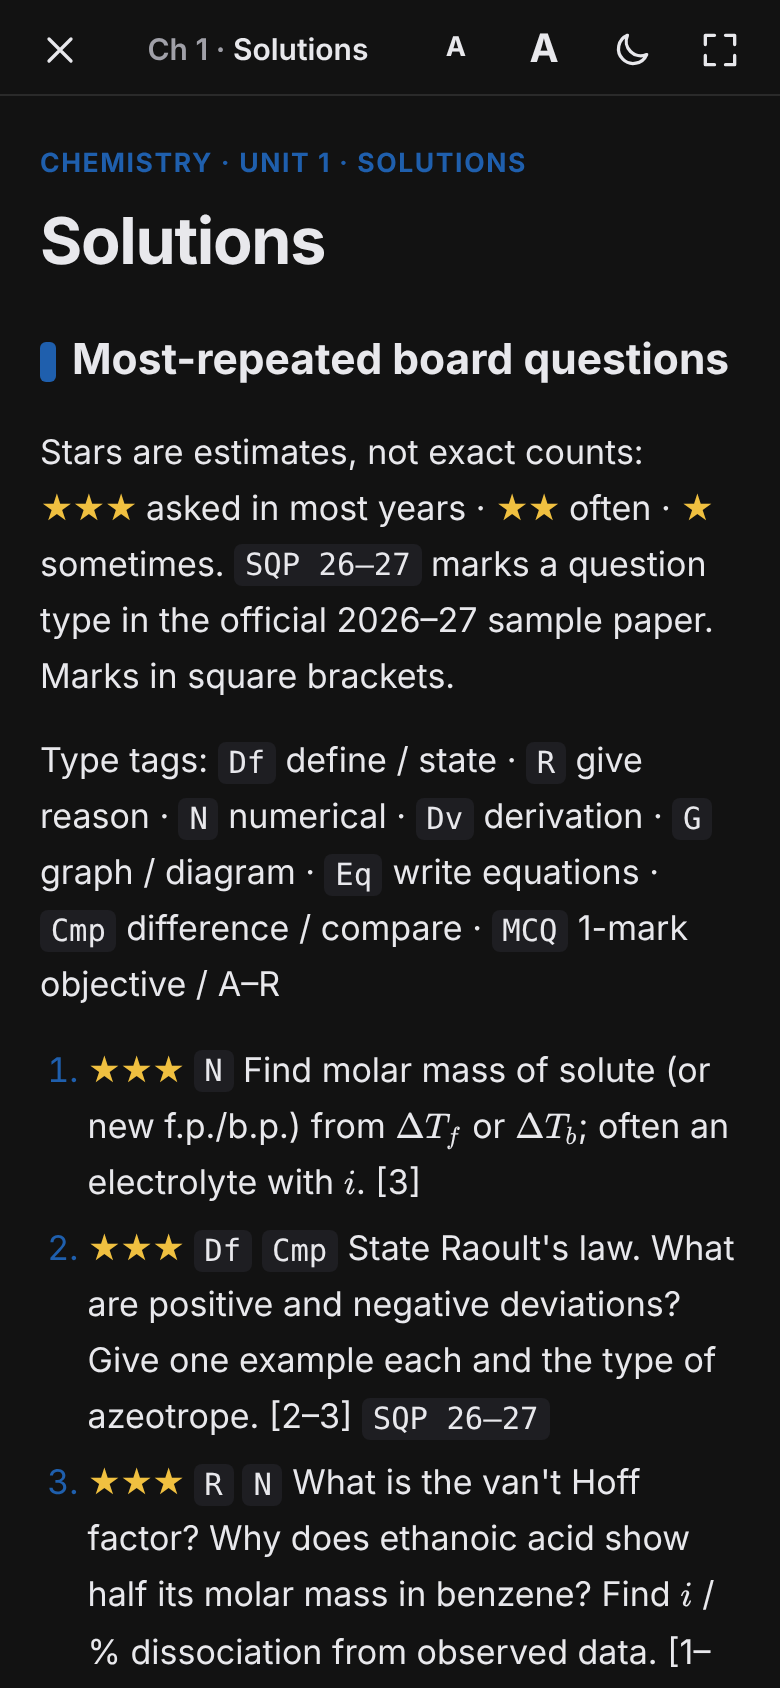 Ch 1 · Solutions A A
CHEMISTRY · UNIT 1 · SOLUTIONS
Solutions
Most-repeated board questions
Stars are estimates, not exact counts:
★★★ asked in most years · ★★ often · ★
sometimes. SQP 26–27 marks a question
type in the official 2026–27 sample paper.
Marks in square brackets.
Type tags: Df define / state · R give
reason · N numerical · Dv derivation · G
graph / diagram · Eq write equations ·
Cmp difference / compare · MCQ 1-mark
objective / A–R
1. ★★★ N Find molar mass of solute (or
new f.p./b.p.) from ΔT_f or ΔT_b; often an
electrolyte with i. [3]
2. ★★★ Df Cmp State Raoult's law. What
are positive and negative deviations?
Give one example each and the type of
azeotrope. [2–3] SQP 26–27
3. ★★★ R N What is the van't Hoff
factor? Why does ethanoic acid show
half its molar mass in benzene? Find i /
% dissociation from observed data. [1–